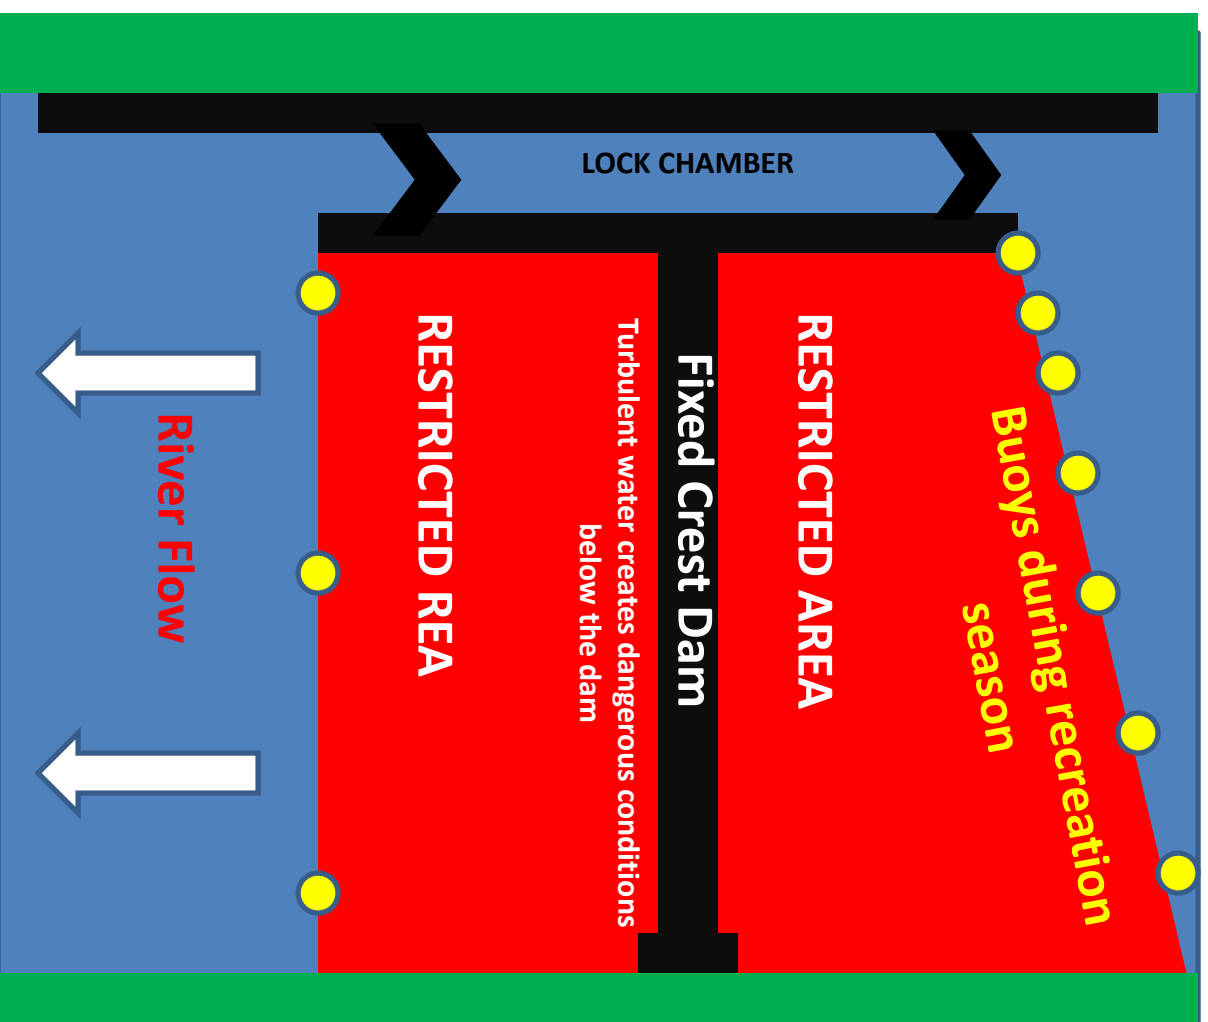 LOCK CHAMBER
RESTRICTED AREA
Buoys during recreation
season
Fixed Crest Dam
Turbulent water creates dangerous conditions
below the dam
RESTRICTED REA
River Flow